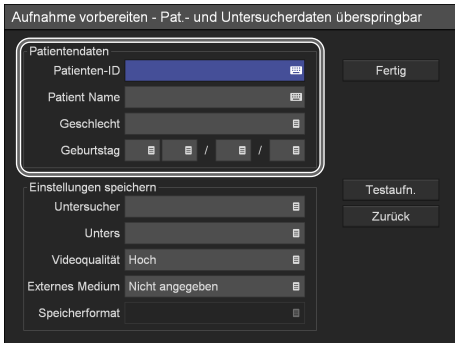 Aufnahme vorbereiten - Pat.- und Untersucherdaten überspringbar
Patientendaten
Patienten-ID
Fertig
Patient Name
Geschlecht
Geburtstag / /
Einstellungen speichern
Testaufn.
Untersucher
Zurück
Unters
Videoqualität Hoch
Externes Medium Nicht angegeben
Speicherformat